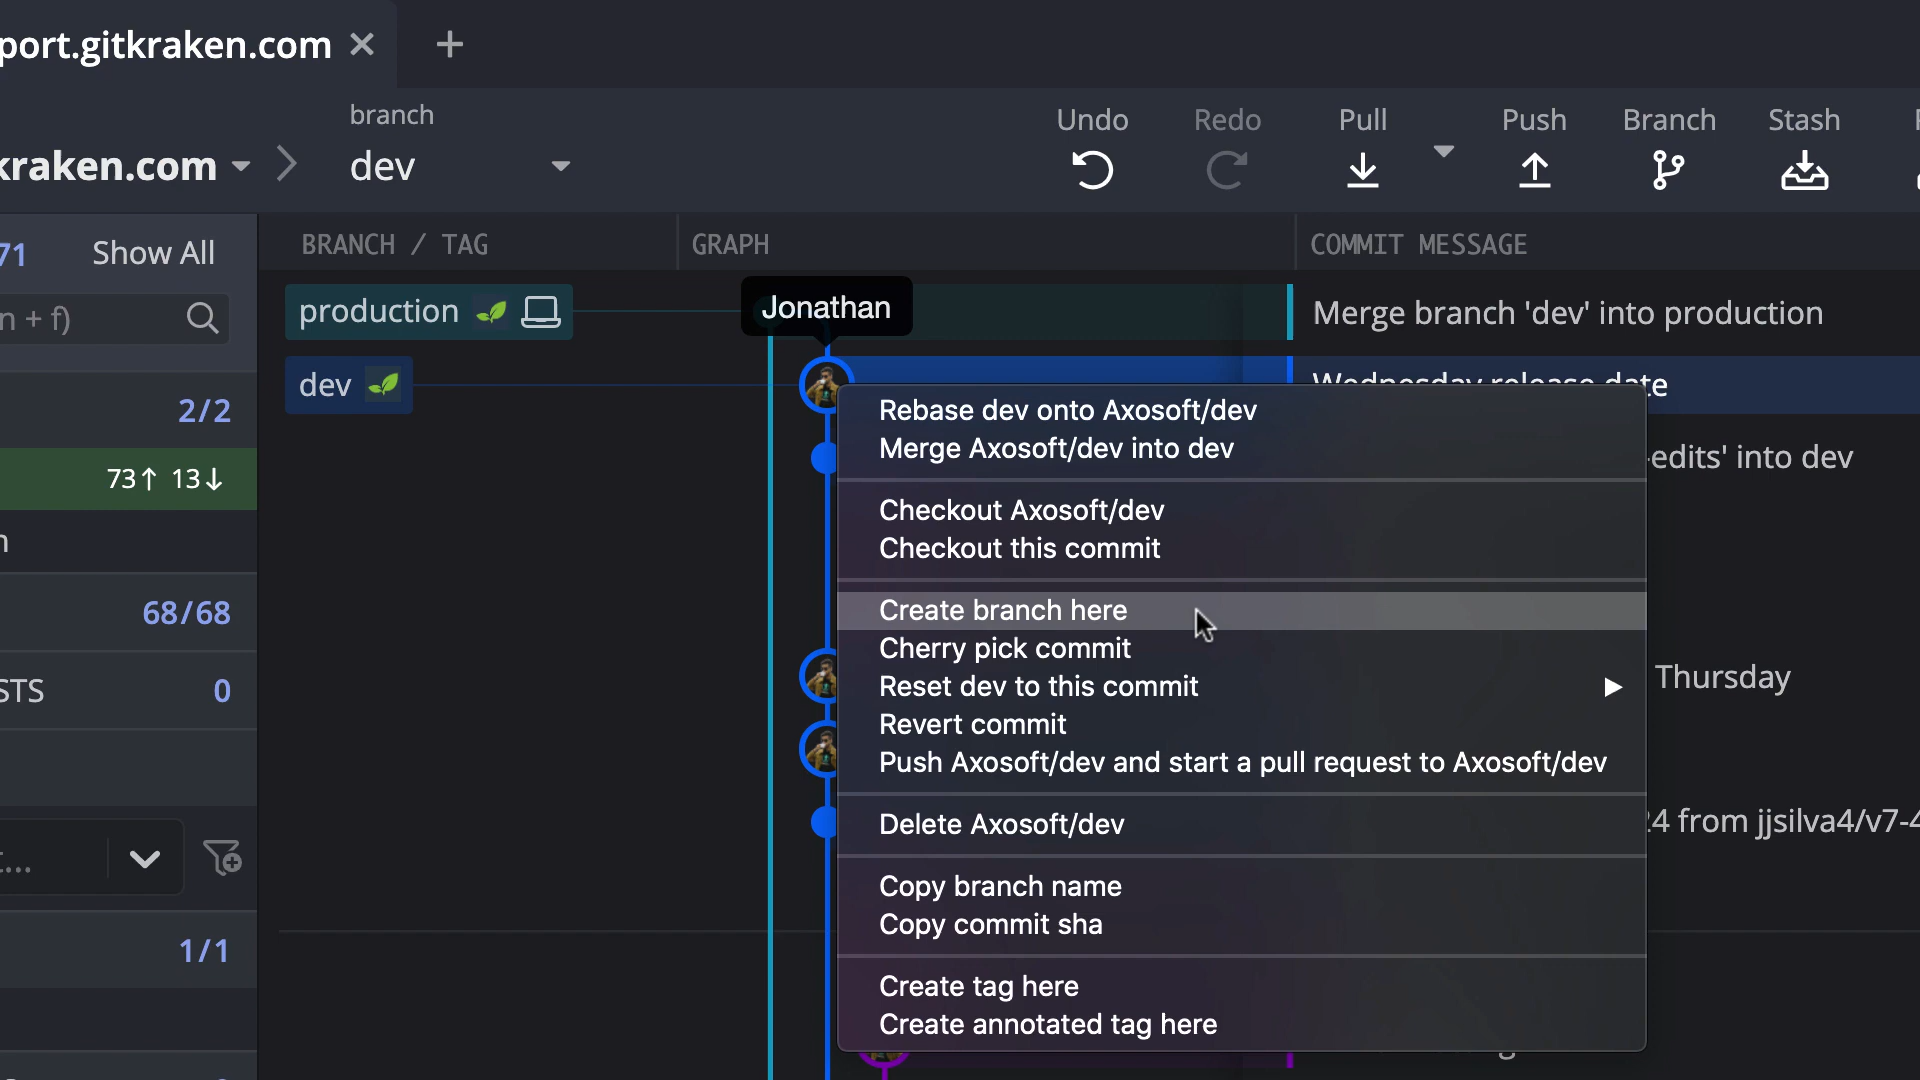 port.gitkraken.com
branch
kraken.com
dev
Undo
Redo
Pull
Push
Branch
Stash
71
Show All
BRANCH / TAG
GRAPH
COMMIT MESSAGE
n + f)
production
Jonathan
Merge branch 'dev' into production
dev
Wednesday release date
2/2
Rebase dev onto Axosoft/dev
Merge Axosoft/dev into dev
-edits' into dev
73↑ 13↓
Checkout Axosoft/dev
Checkout this commit
n
68/68
Create branch here
Cherry pick commit
Reset dev to this commit
Thursday
STS
0
Revert commit
Push Axosoft/dev and start a pull request to Axosoft/dev
Delete Axosoft/dev
24 from jjsilva4/v7-4
t...
Copy branch name
Copy commit sha
1/1
Create tag here
Create annotated tag here